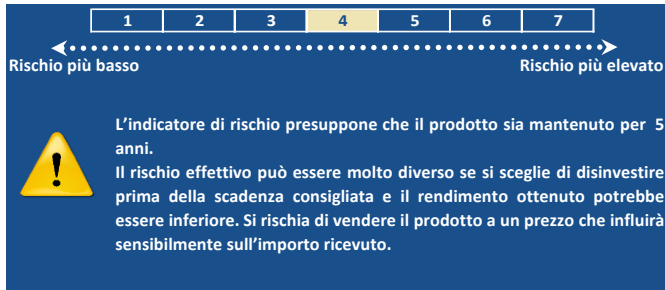 1 2 3 4 5 6 7
Rischio più basso Rischio più elevato
L'indicatore di rischio presuppone che il prodotto sia mantenuto per 5
anni.
Il rischio effettivo può essere molto diverso se si sceglie di disinvestire
prima della scadenza consigliata e il rendimento ottenuto potrebbe
essere inferiore. Si rischia di vendere il prodotto a un prezzo che influirà
sensibilmente sull'importo ricevuto.